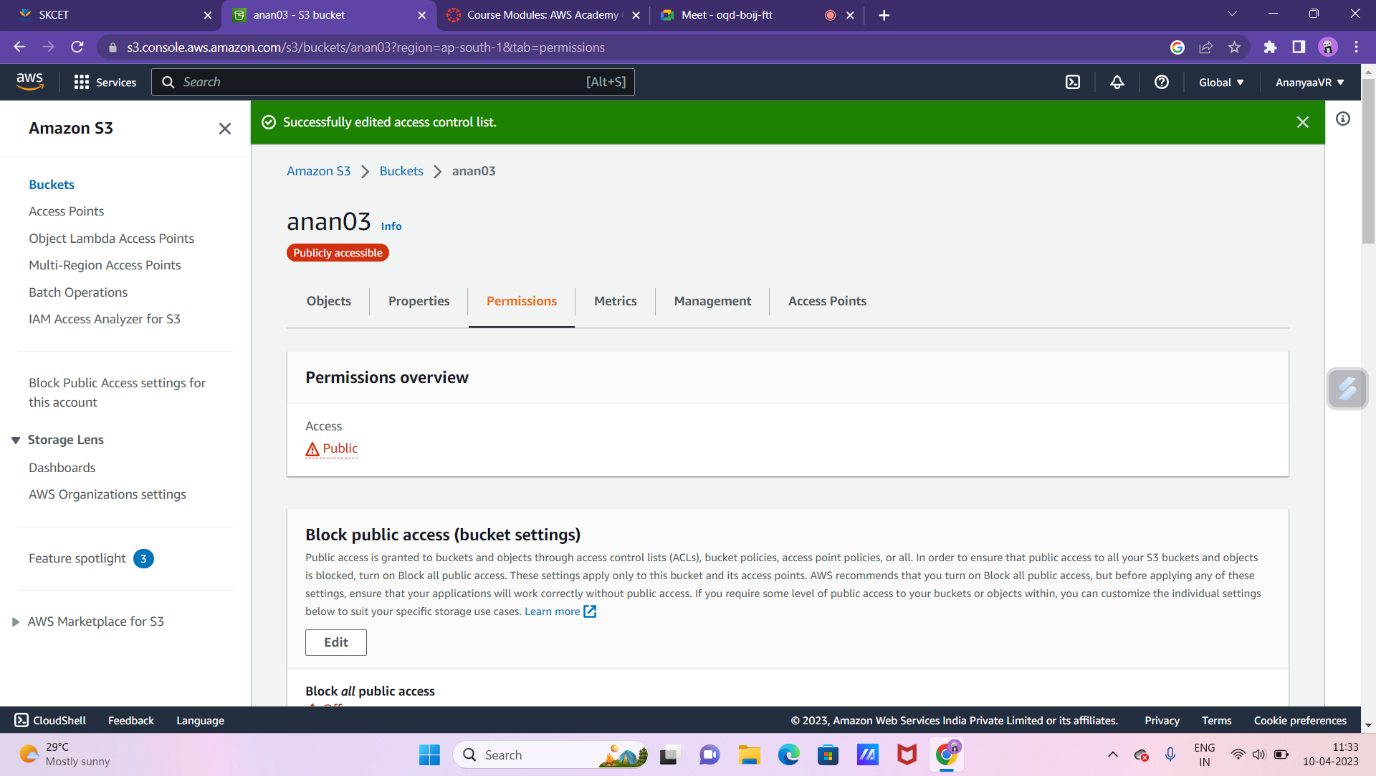 SKCET
anan03 - S3 bucket
Course Modules: AWS Academy
Meet - oqd-boij-ftt
s3.console.aws.amazon.com/s3/buckets/anan03?region=ap-south-1&tab=permissions
aws
Services
Search
[Alt+S]
Global
AnanyaaVR
Amazon S3
Buckets
Access Points
Object Lambda Access Points
Multi-Region Access Points
Batch Operations
IAM Access Analyzer for S3
Block Public Access settings for
this account
Storage Lens
Dashboards
AWS Organizations settings
Feature spotlight 3
AWS Marketplace for S3
Successfully edited access control list.
Amazon S3
Buckets
anan03
anan03 Info
Publicly accessible
Objects
Properties
Permissions
Metrics
Management
Access Points
Permissions overview
Access
Public
Block public access (bucket settings)
Public access is granted to buckets and objects through access control lists (ACLs), bucket policies, access point policies, or all. In order to ensure that public access to all your S3 buckets and objects
is blocked, turn on Block all public access. These settings apply only to this bucket and its access points. AWS recommends that you turn on Block all public access, but before applying any of these
settings, ensure that your applications will work correctly without public access. If you require some level of public access to your buckets or objects within, you can customize the individual settings
below to suit your specific storage use cases. Learn more
Edit
Block all public access
CloudShell
Feedback
Language
© 2023, Amazon Web Services India Private Limited or its affiliates.
Privacy
Terms
Cookie preferences
29°C
Mostly sunny
Search
ENG
IN
11:33
10-04-2023